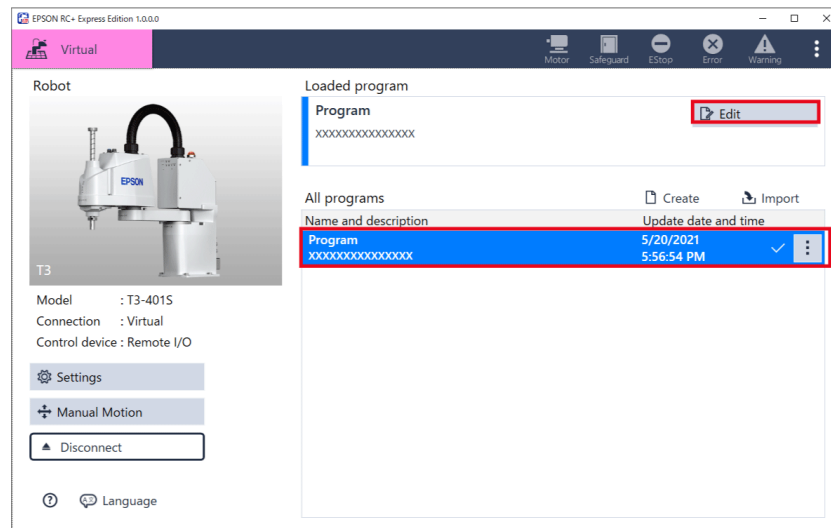 EPSON RC+ Express Edition 1.0.0.0
Virtual
Motor
Safeguard
EStop
Error
Warning
Robot
EPSON
T3
Model : T3-401S
Connection : Virtual
Control device : Remote I/O
Settings
Manual Motion
Disconnect
Language
Loaded program
Program
xxxxxxxxxxxxxxx
Edit
All programs
Create
Import
Name and description
Update date and time
Program
xxxxxxxxxxxxxxx
5/20/2021
5:56:54 PM